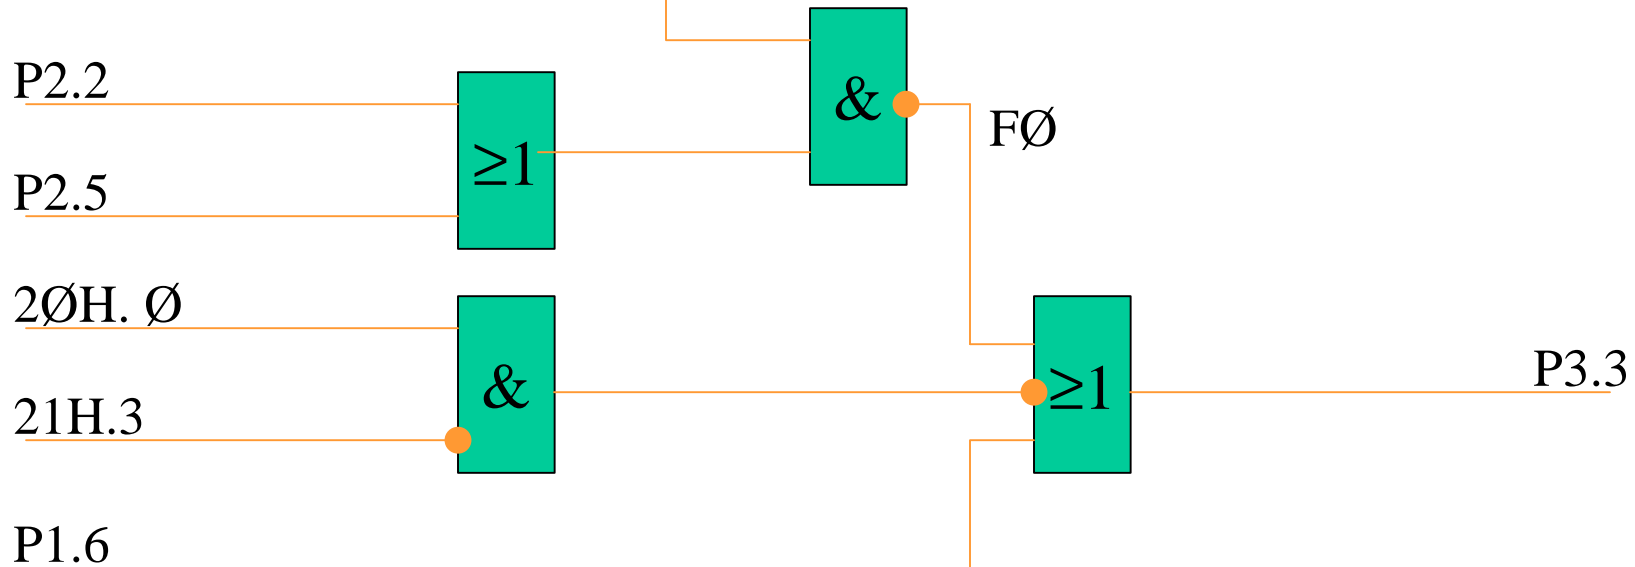 P2.2
&
FØ
≥1
P2.5
2ØH. Ø
&
≥1
P3.3
21H.3
P1.6